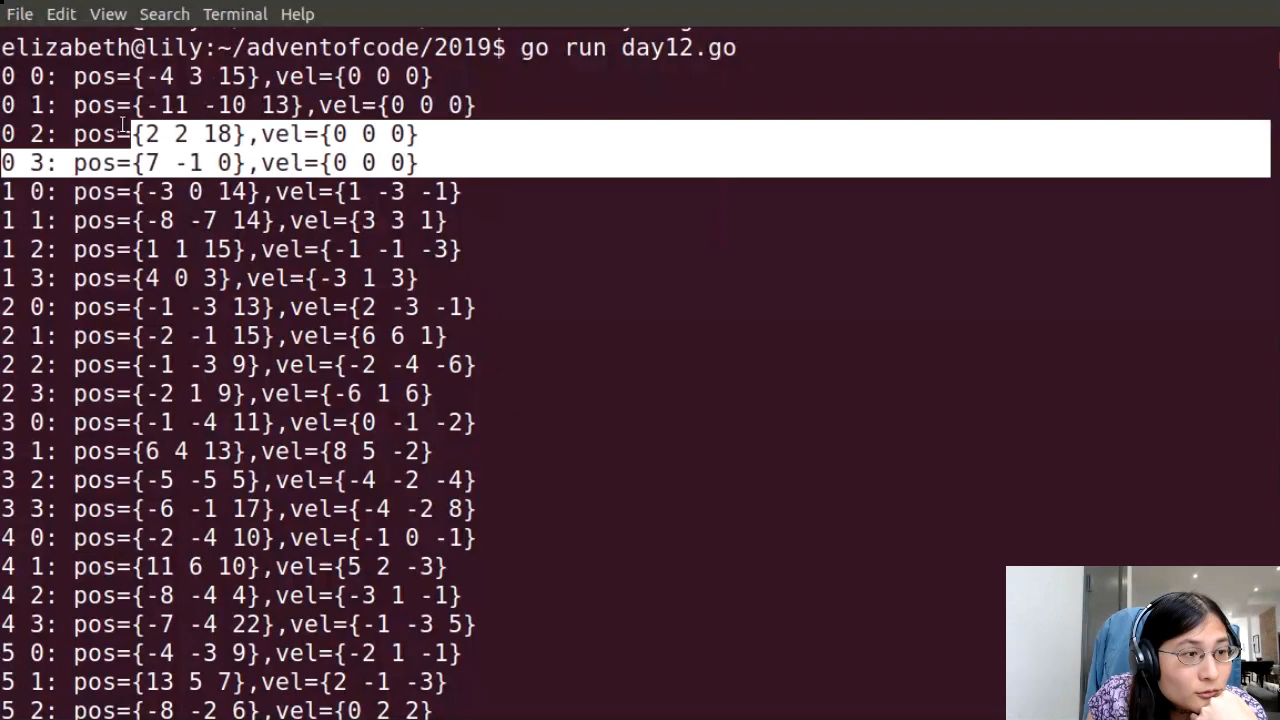 File Edit View Search Terminal Help
elizabeth@lily:~/adventofcode/2019$ go run day12.go
0 0: pos={-4 3 15},vel={0 0 0}
0 1: pos={-11 -10 13},vel={0 0 0}
0 2: pos={2 2 18},vel={0 0 0}
0 3: pos={7 -1 0},vel={0 0 0}
1 0: pos={-3 0 14},vel={1 -3 -1}
1 1: pos={-8 -7 14},vel={3 3 1}
1 2: pos={1 1 15},vel={-1 -1 -3}
1 3: pos={4 0 3},vel={-3 1 3}
2 0: pos={-1 -3 13},vel={2 -3 -1}
2 1: pos={-2 -1 15},vel={6 6 1}
2 2: pos={-1 -3 9},vel={-2 -4 -6}
2 3: pos={-2 1 9},vel={-6 1 6}
3 0: pos={-1 -4 11},vel={0 -1 -2}
3 1: pos={6 4 13},vel={8 5 -2}
3 2: pos={-5 -5 5},vel={-4 -2 -4}
3 3: pos={-6 -1 17},vel={-4 -2 8}
4 0: pos={-2 -4 10},vel={-1 0 -1}
4 1: pos={11 6 10},vel={5 2 -3}
4 2: pos={-8 -4 4},vel={-3 1 -1}
4 3: pos={-7 -4 22},vel={-1 -3 5}
5 0: pos={-4 -3 9},vel={-2 1 -1}
5 1: pos={13 5 7},vel={2 -1 -3}
5 2: pos={-8 -2 6},vel={0 2 2}